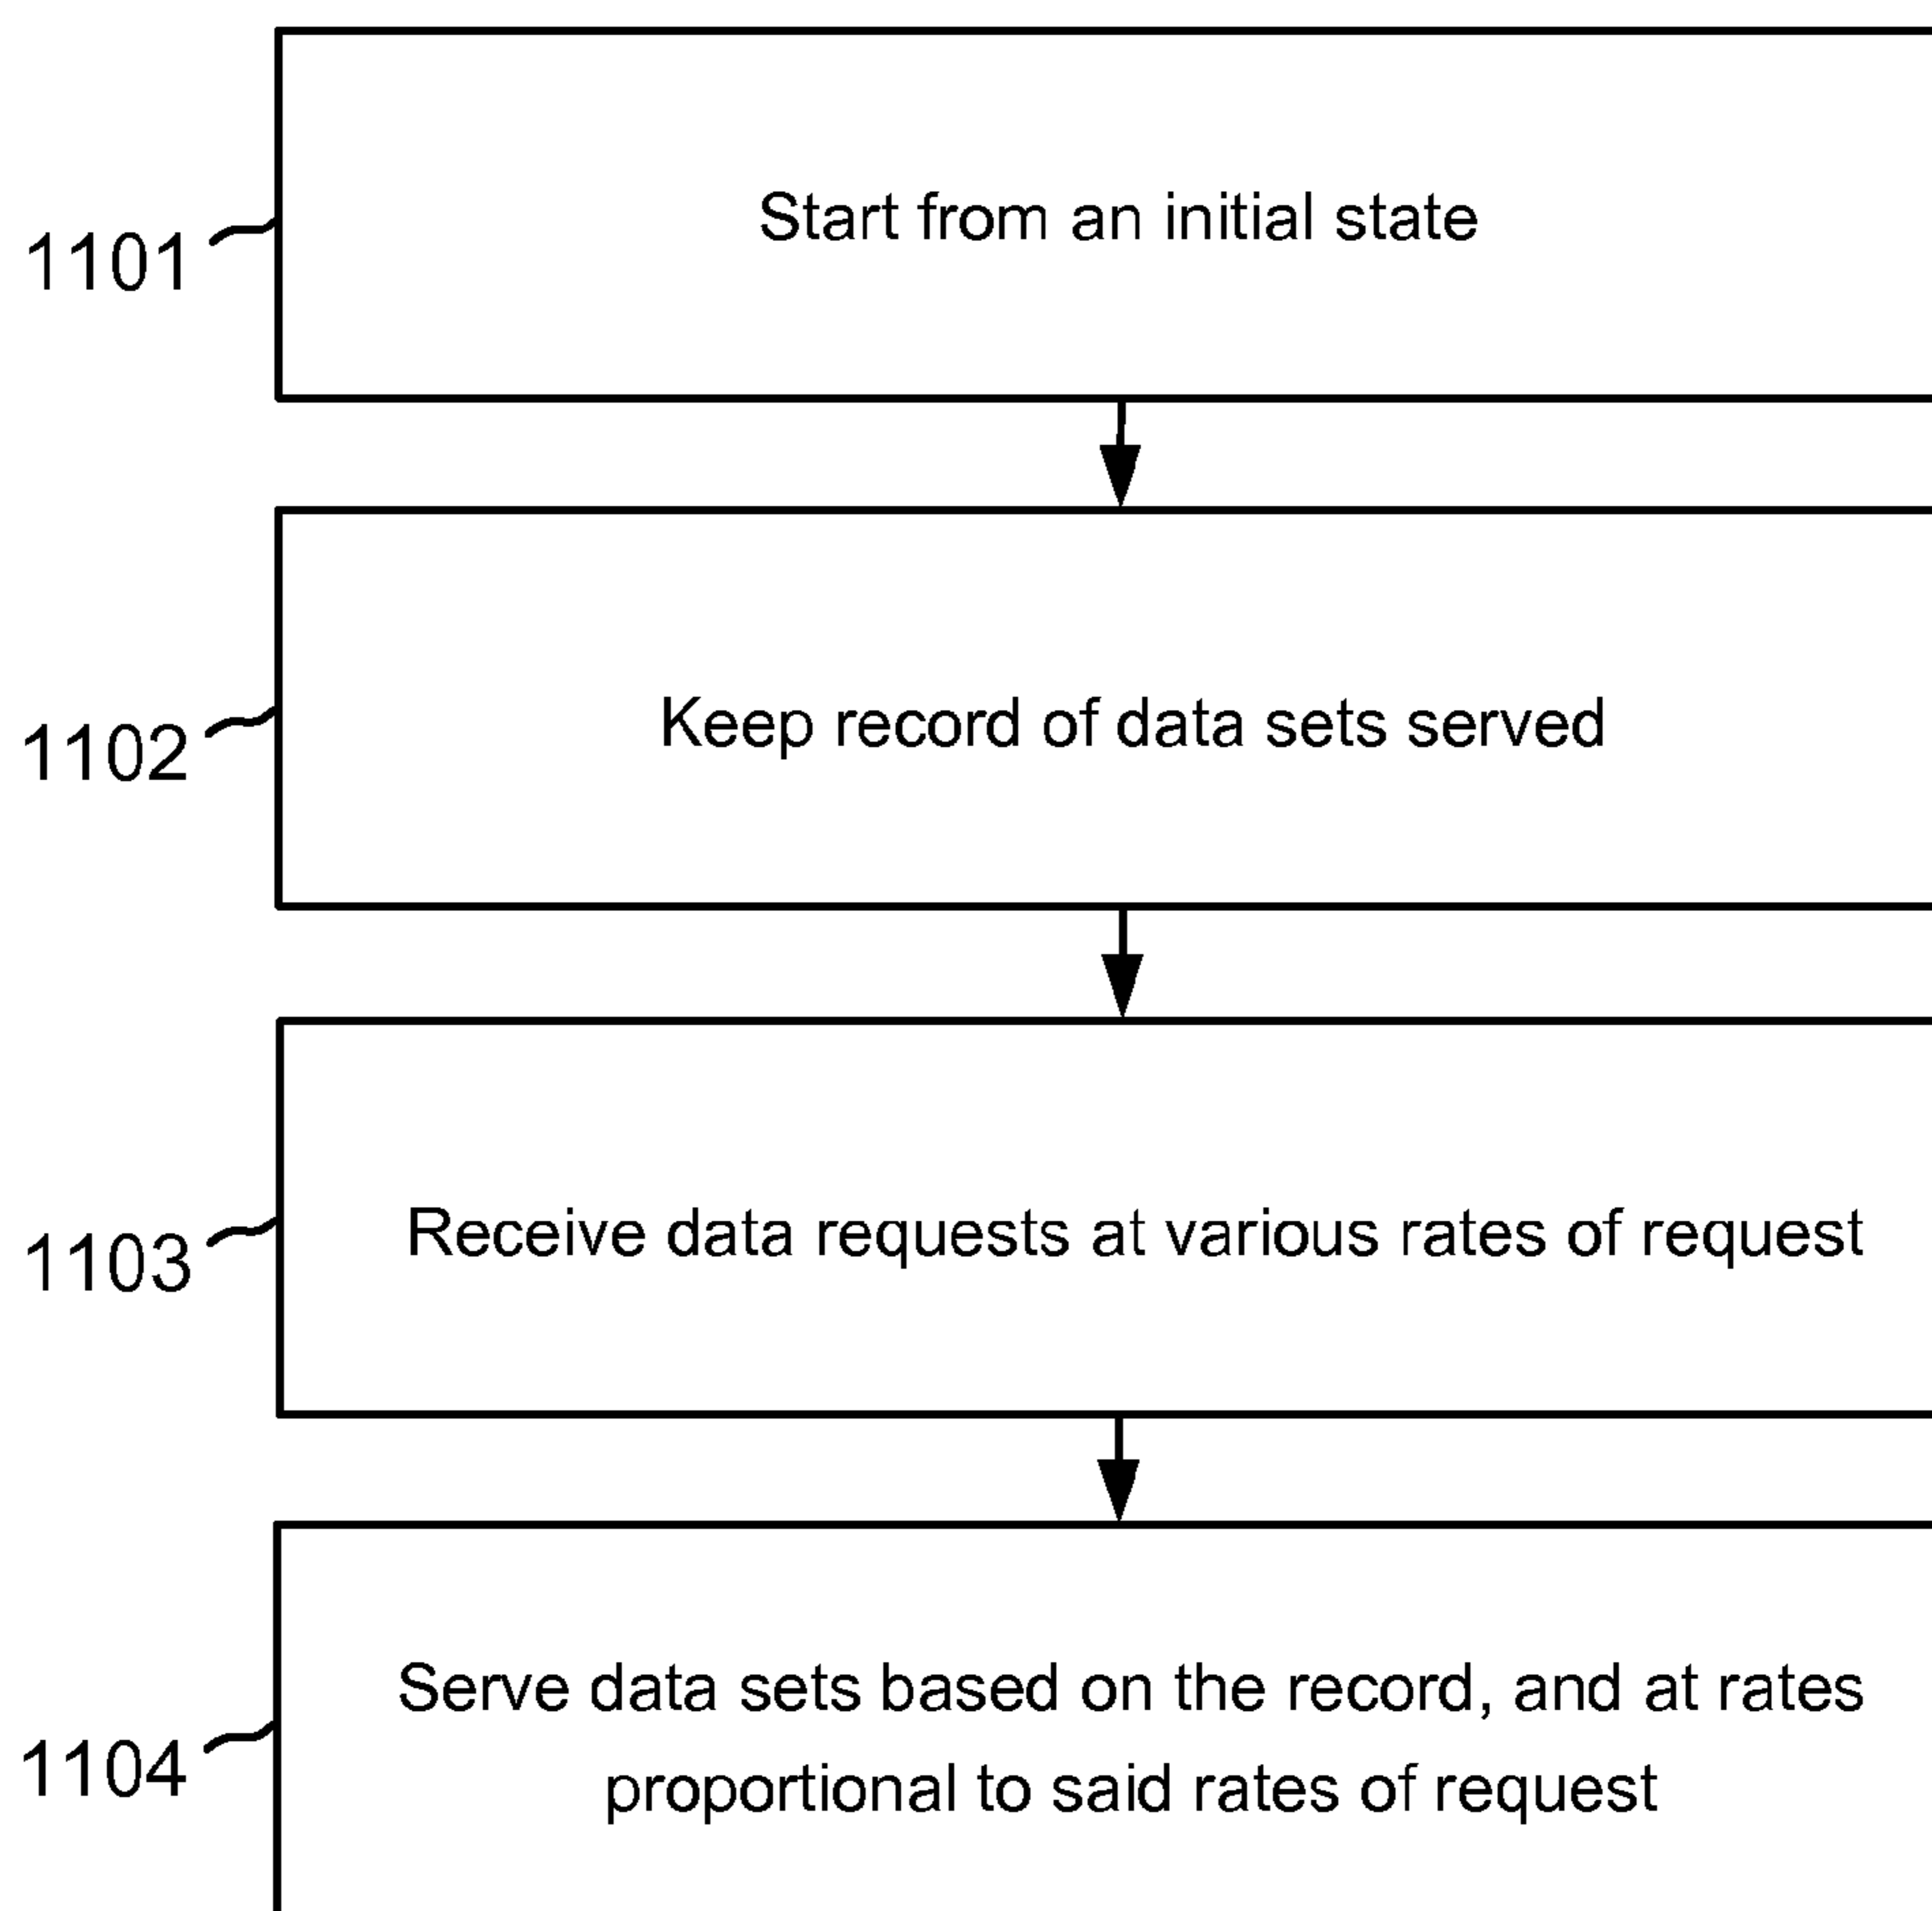 Start from an initial state
1101
Keep record of data sets served
1102
Receive data requests at various rates of request
1103
Serve data sets based on the record, and at rates
proportional to said rates of request
1104